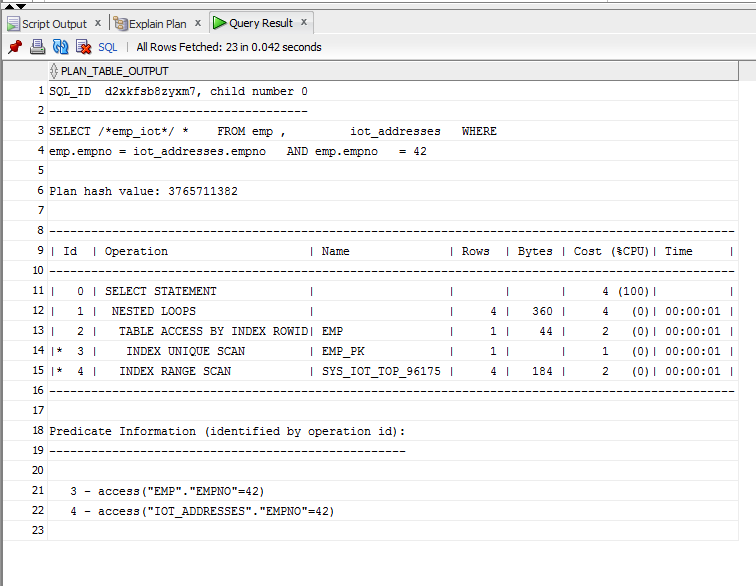 Script Output x Explain Plan x Query Result x
SQL | All Rows Fetched: 23 in 0.042 seconds
PLAN_TABLE_OUTPUT
1 SQL_ID  d2xkfsb8zyxm7, child number 0
2 -------------------------------------
3 SELECT /*emp_iot*/ *    FROM emp ,         iot_addresses   WHERE
4 emp.empno = iot_addresses.empno   AND emp.empno   = 42
5
6 Plan hash value: 3765711382
7
8 --------------------------------------------------------------------------------------------------
9 | Id  | Operation                    | Name              | Rows  | Bytes | Cost (%CPU)| Time     |
10 --------------------------------------------------------------------------------------------------
11 |   0 | SELECT STATEMENT             |                   |       |       |     4 (100)|          |
12 |   1 |  NESTED LOOPS                |                   |     4 |   360 |     4   (0)| 00:00:01 |
13 |   2 |   TABLE ACCESS BY INDEX ROWID| EMP               |     1 |    44 |     2   (0)| 00:00:01 |
14 |*  3 |    INDEX UNIQUE SCAN         | EMP_PK            |     1 |       |     1   (0)| 00:00:01 |
15 |*  4 |   INDEX RANGE SCAN           | SYS_IOT_TOP_96175 |     4 |   184 |     2   (0)| 00:00:01 |
16 --------------------------------------------------------------------------------------------------
17
18 Predicate Information (identified by operation id):
19 ---------------------------------------------------
20
21    3 - access("EMP"."EMPNO"=42)
22    4 - access("IOT_ADDRESSES"."EMPNO"=42)
23